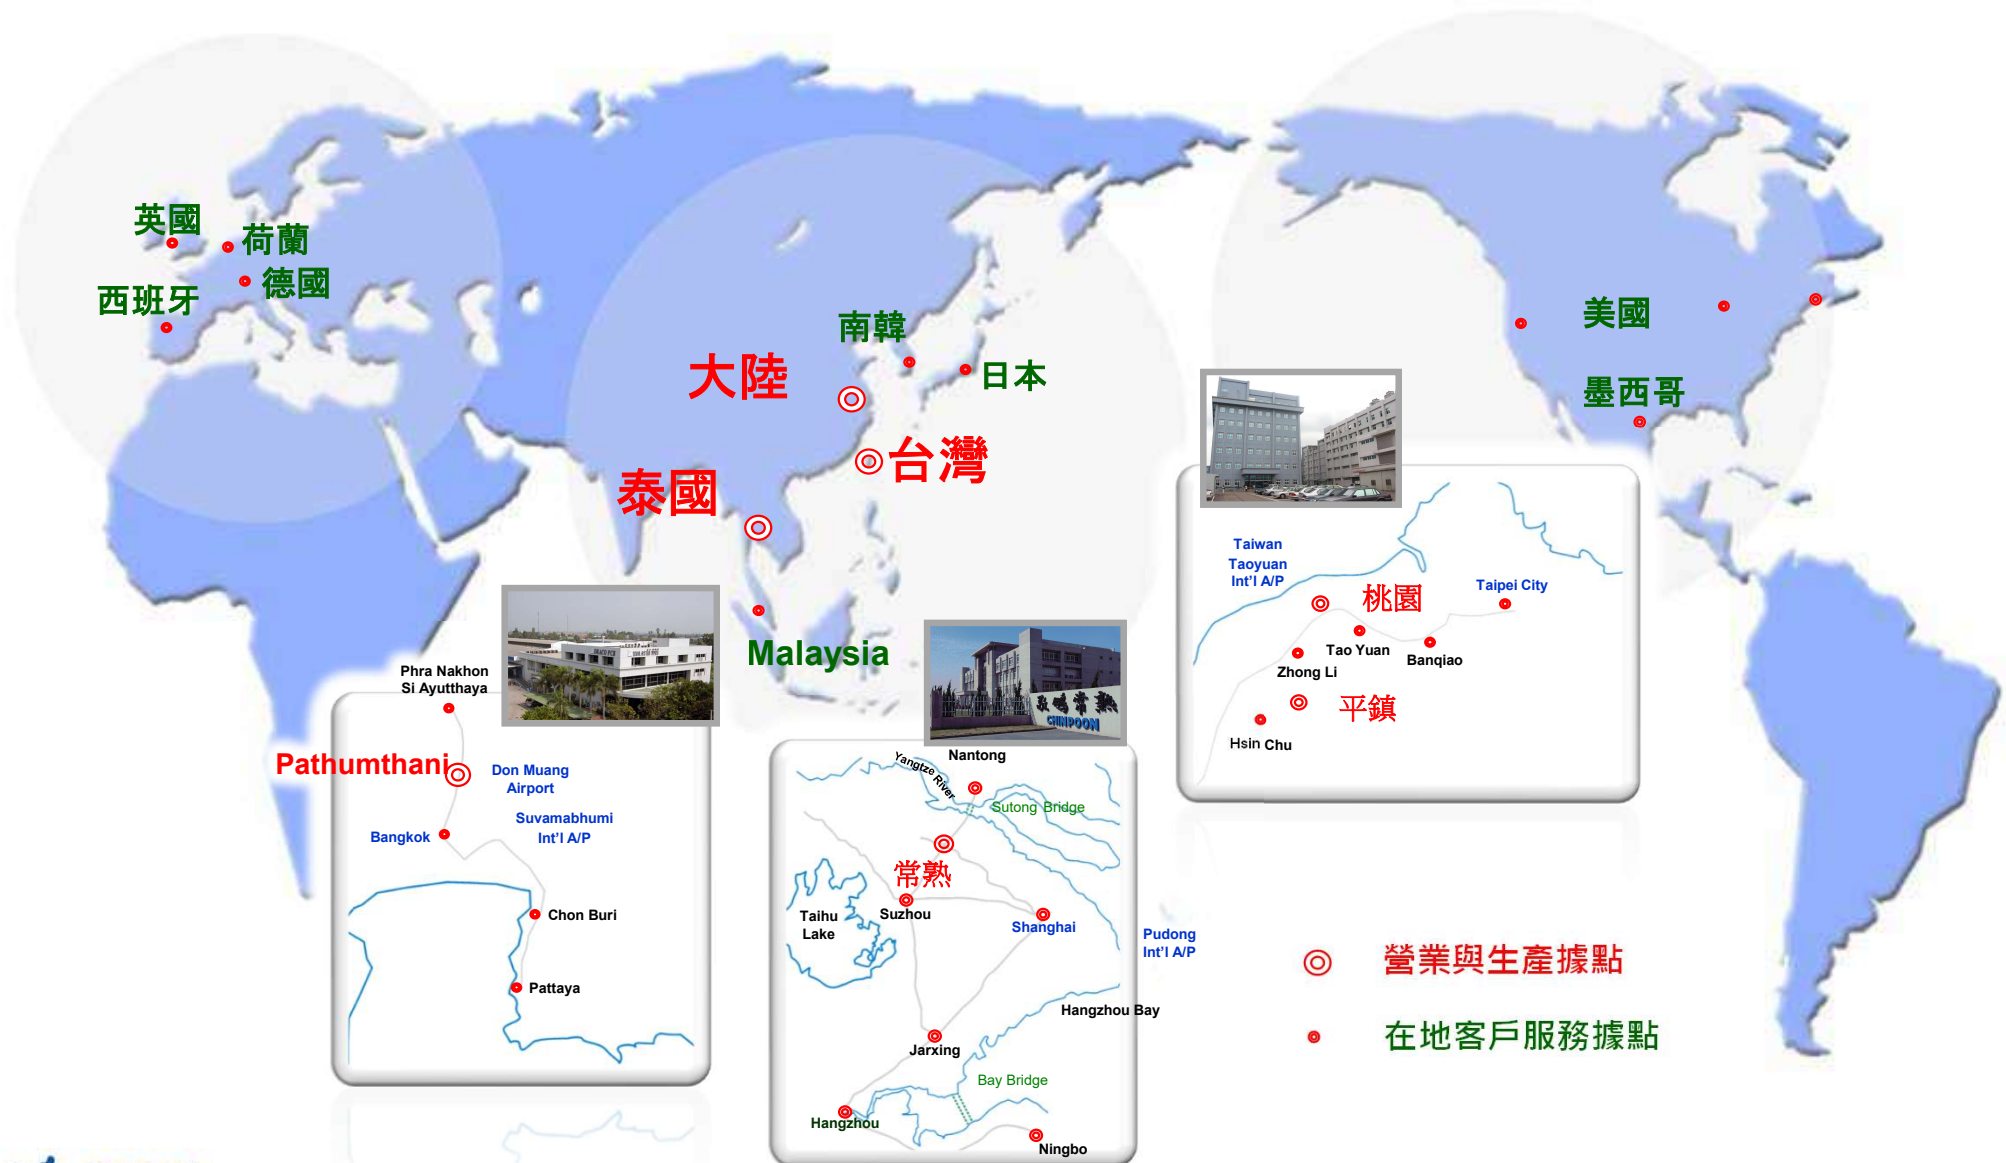 英國
荷蘭
德國
西班牙
南韓
日本
大陸
台灣
泰國
Malaysia
美國
墨西哥
Taiwan
Taoyuan
Int'l A/P
桃園
Taipei City
Tao Yuan
Banqiao
Zhong Li
平鎮
Hsin Chu
Phra Nakhon
Si Ayutthaya
Pathumthani
Don Muang
Airport
Suvamabhumi
Int'l A/P
Bangkok
Chon Buri
Pattaya
常熟
CHINPOON
Nantong
Yangtze River
Sutong Bridge
常熟
Suzhou
Taihu
Lake
Shanghai
Pudong
Int'l A/P
Hangzhou Bay
Jarxing
Bay Bridge
Hangzhou
Ningbo
營業與生產據點
在地客戶服務據點